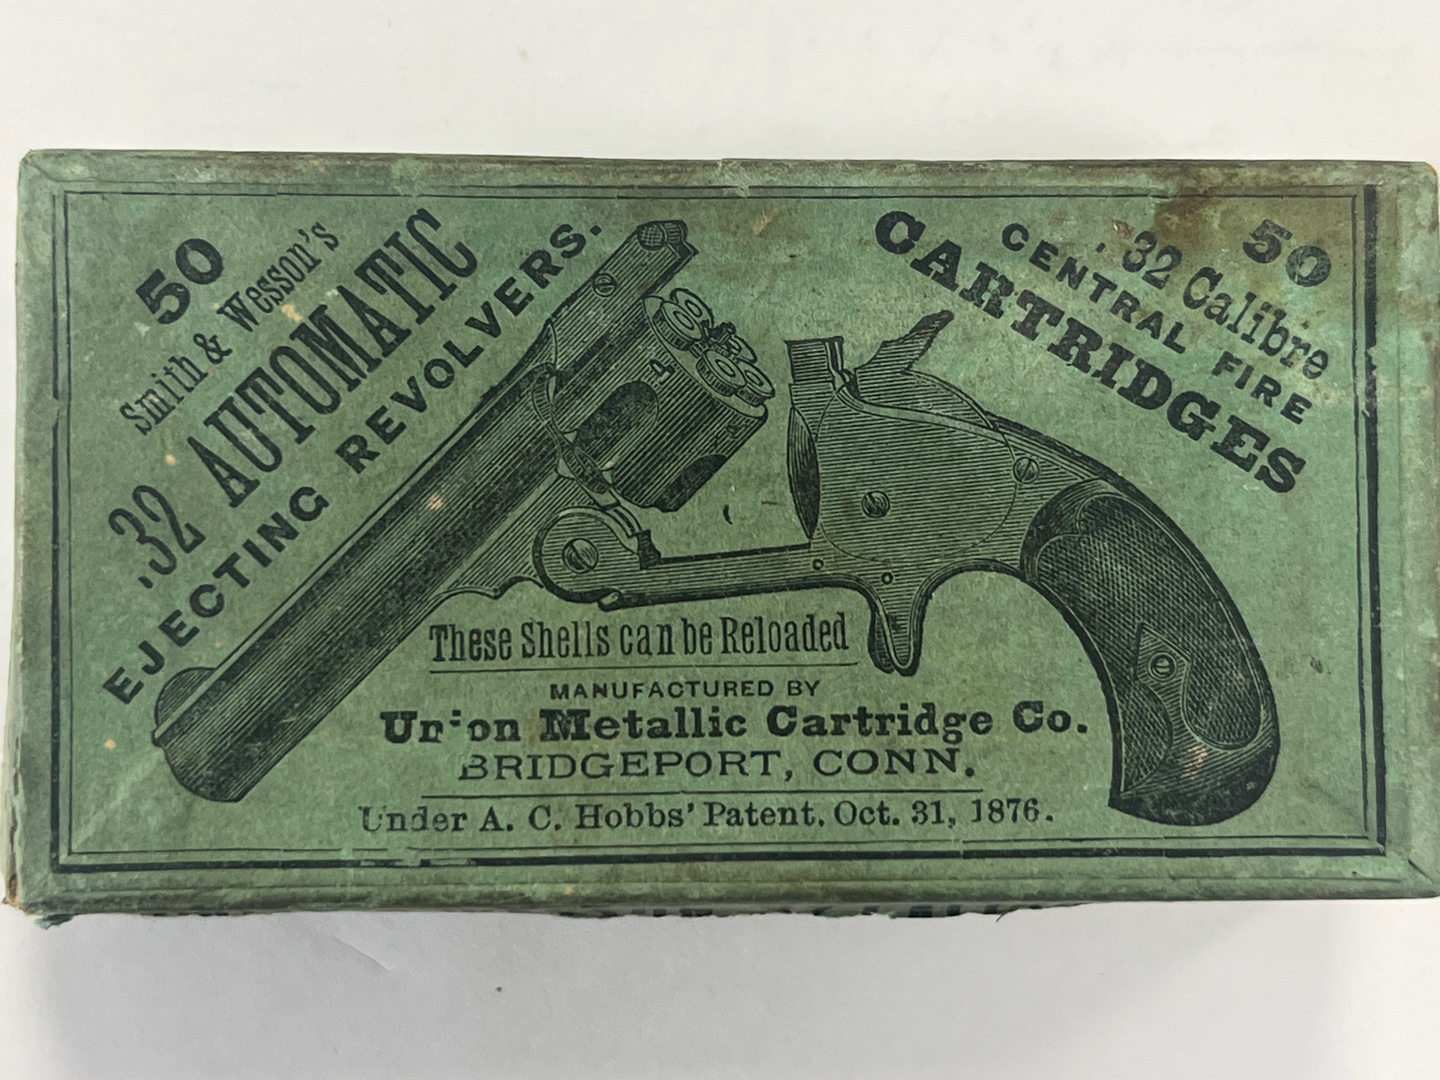 50
Smith & Wesson's
.32 AUTOMATIC
EJECTING REVOLVERS.
50
.32 Calibre
CENTRAL FIRE
CARTRIDGES
These Shells can be Reloaded
MANUFACTURED BY
Union Metallic Cartridge Co.
BRIDGEPORT, CONN.
Under A. C. Hobbs' Patent, Oct. 31, 1876.